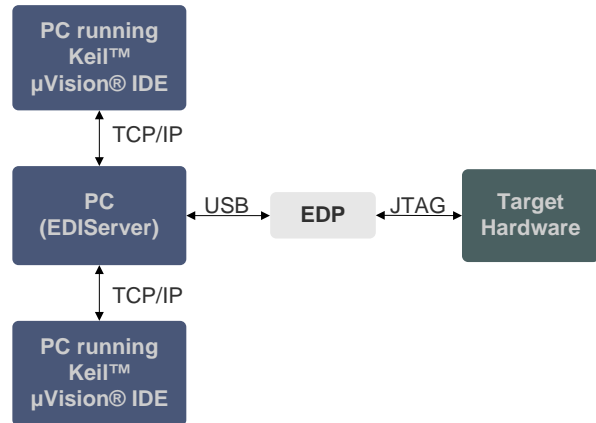 PC running
Keil™
µVision® IDE
TCP/IP
PC
(EDIServer)
USB
EDP
JTAG
Target
Hardware
TCP/IP
PC running
Keil™
µVision® IDE